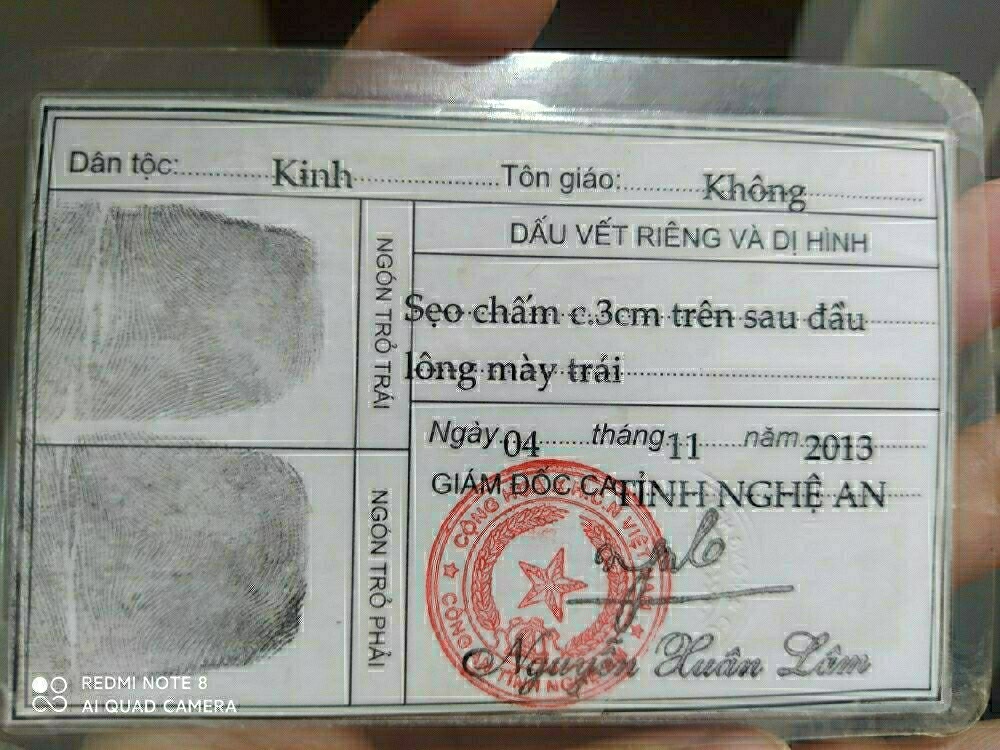 Dân tộc: Kinh Tôn giáo: Không
NGÓN TRỎ TRÁI
DẤU VẾT RIÊNG VÀ DỊ HÌNH
Sẹo chấm c.3cm trên sau đầu
lông mày trái
NGÓN TRỎ PHẢI
Ngày 04 tháng 11 năm 2013
GIÁM ĐỐC CA TỈNH NGHỆ AN
Nguyễn Xuân Lâm
REDMI NOTE 8
AI QUAD CAMERA